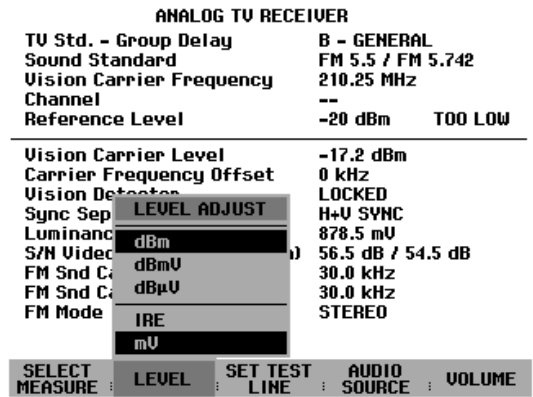 ANALOG TV RECEIVER
TV Std. - Group Delay B - GENERAL
Sound Standard FM 5.5 / FM 5.742
Vision Carrier Frequency 210.25 MHz
Channel --
Reference Level -20 dBm TOO LOW
Vision Carrier Level -17.2 dBm
Carrier Frequency Offset 0 kHz
Vision Detector LOCKED
Sync Sep H+V SYNC
Luminanc 878.5 mV
S/N Video ) 56.5 dB / 54.5 dB
FM Snd Ca 30.0 kHz
FM Snd Ca 30.0 kHz
FM Mode STEREO
LEVEL ADJUST
dBm
dBmV
dBµV
IRE
mV
SELECT MEASURE
LEVEL
SET TEST LINE
AUDIO SOURCE
VOLUME